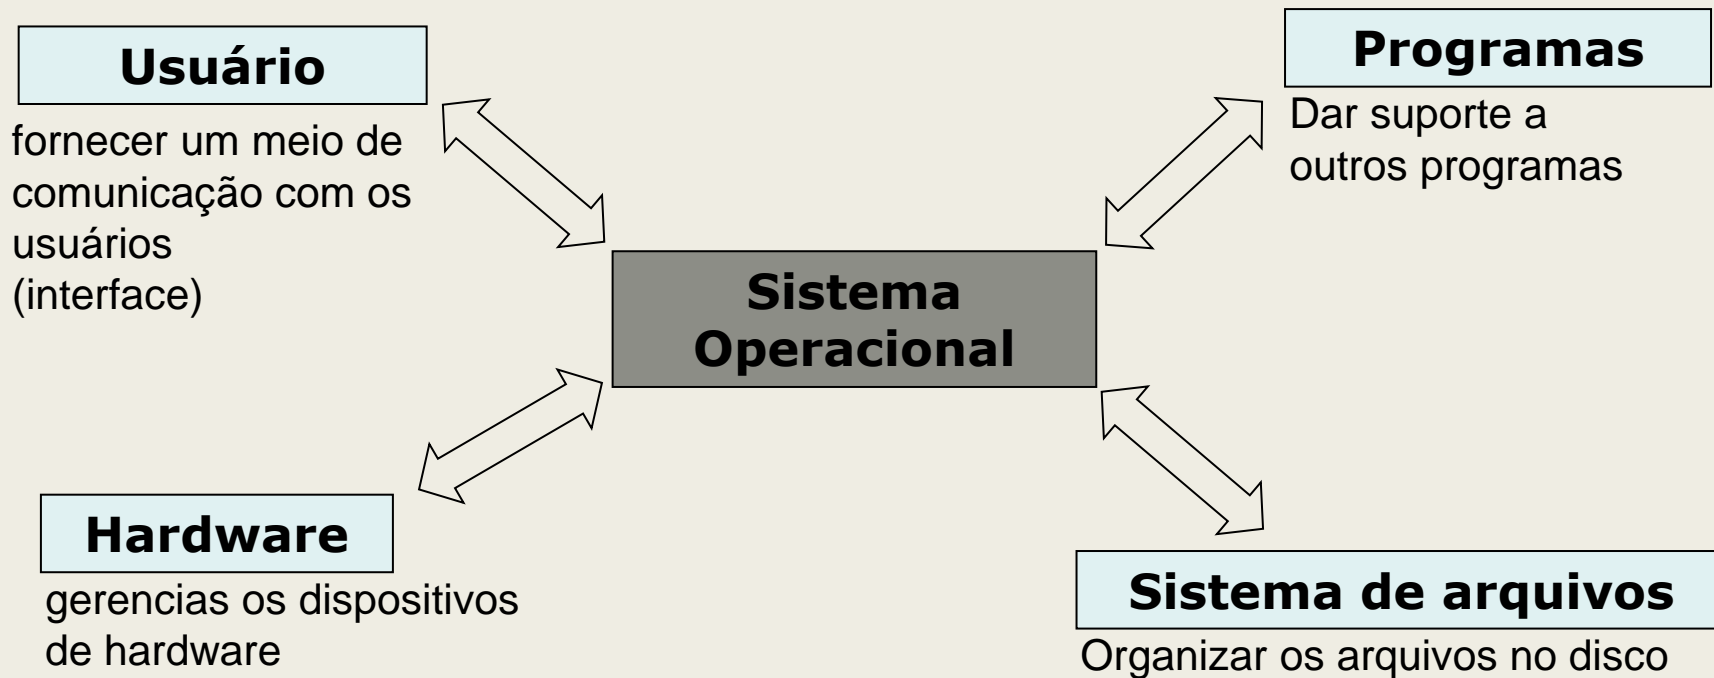 Usuário
fornecer um meio de
comunicação com os
usuários
(interface)
Programas
Dar suporte a
outros programas
Sistema
Operacional
Hardware
gerencias os dispositivos
de hardware
Sistema de arquivos
Organizar os arquivos no disco